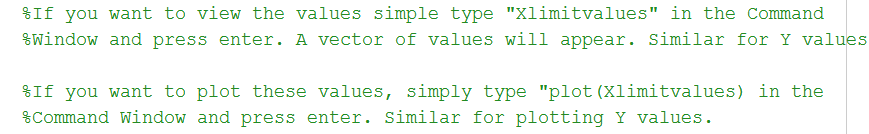 %If you want to view the values simple type "Xlimitvalues" in the Command
%Window and press enter. A vector of values will appear. Similar for Y values
%If you want to plot these values, simply type "plot(Xlimitvalues) in the
%Command Window and press enter. Similar for plotting Y values.